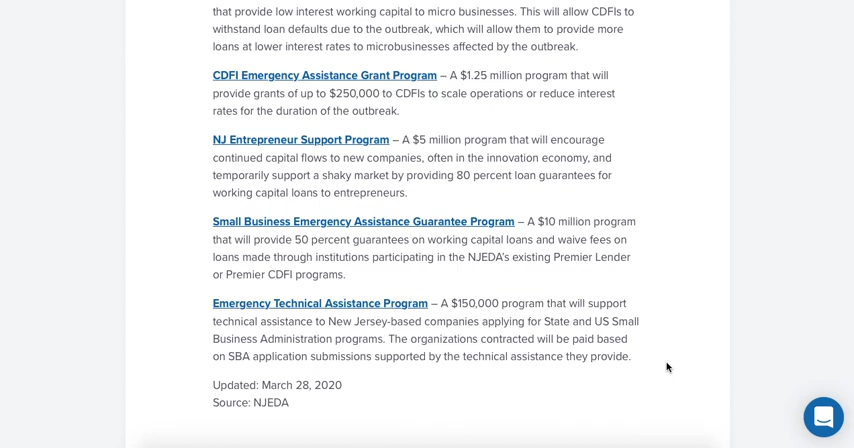 that provide low interest working capital to micro businesses. This will allow CDFIs to
withstand loan defaults due to the outbreak, which will allow them to provide more
loans at lower interest rates to microbusinesses affected by the outbreak.
CDFI Emergency Assistance Grant Program – A $1.25 million program that will
provide grants of up to $250,000 to CDFIs to scale operations or reduce interest
rates for the duration of the outbreak.
NJ Entrepreneur Support Program – A $5 million program that will encourage
continued capital flows to new companies, often in the innovation economy, and
temporarily support a shaky market by providing 80 percent loan guarantees for
working capital loans to entrepreneurs.
Small Business Emergency Assistance Guarantee Program – A $10 million program
that will provide 50 percent guarantees on working capital loans and waive fees on
loans made through institutions participating in the NJEDA's existing Premier Lender
or Premier CDFI programs.
Emergency Technical Assistance Program – A $150,000 program that will support
technical assistance to New Jersey-based companies applying for State and US Small
Business Administration programs. The organizations contracted will be paid based
on SBA application submissions supported by the technical assistance they provide.
Updated: March 28, 2020
Source: NJEDA